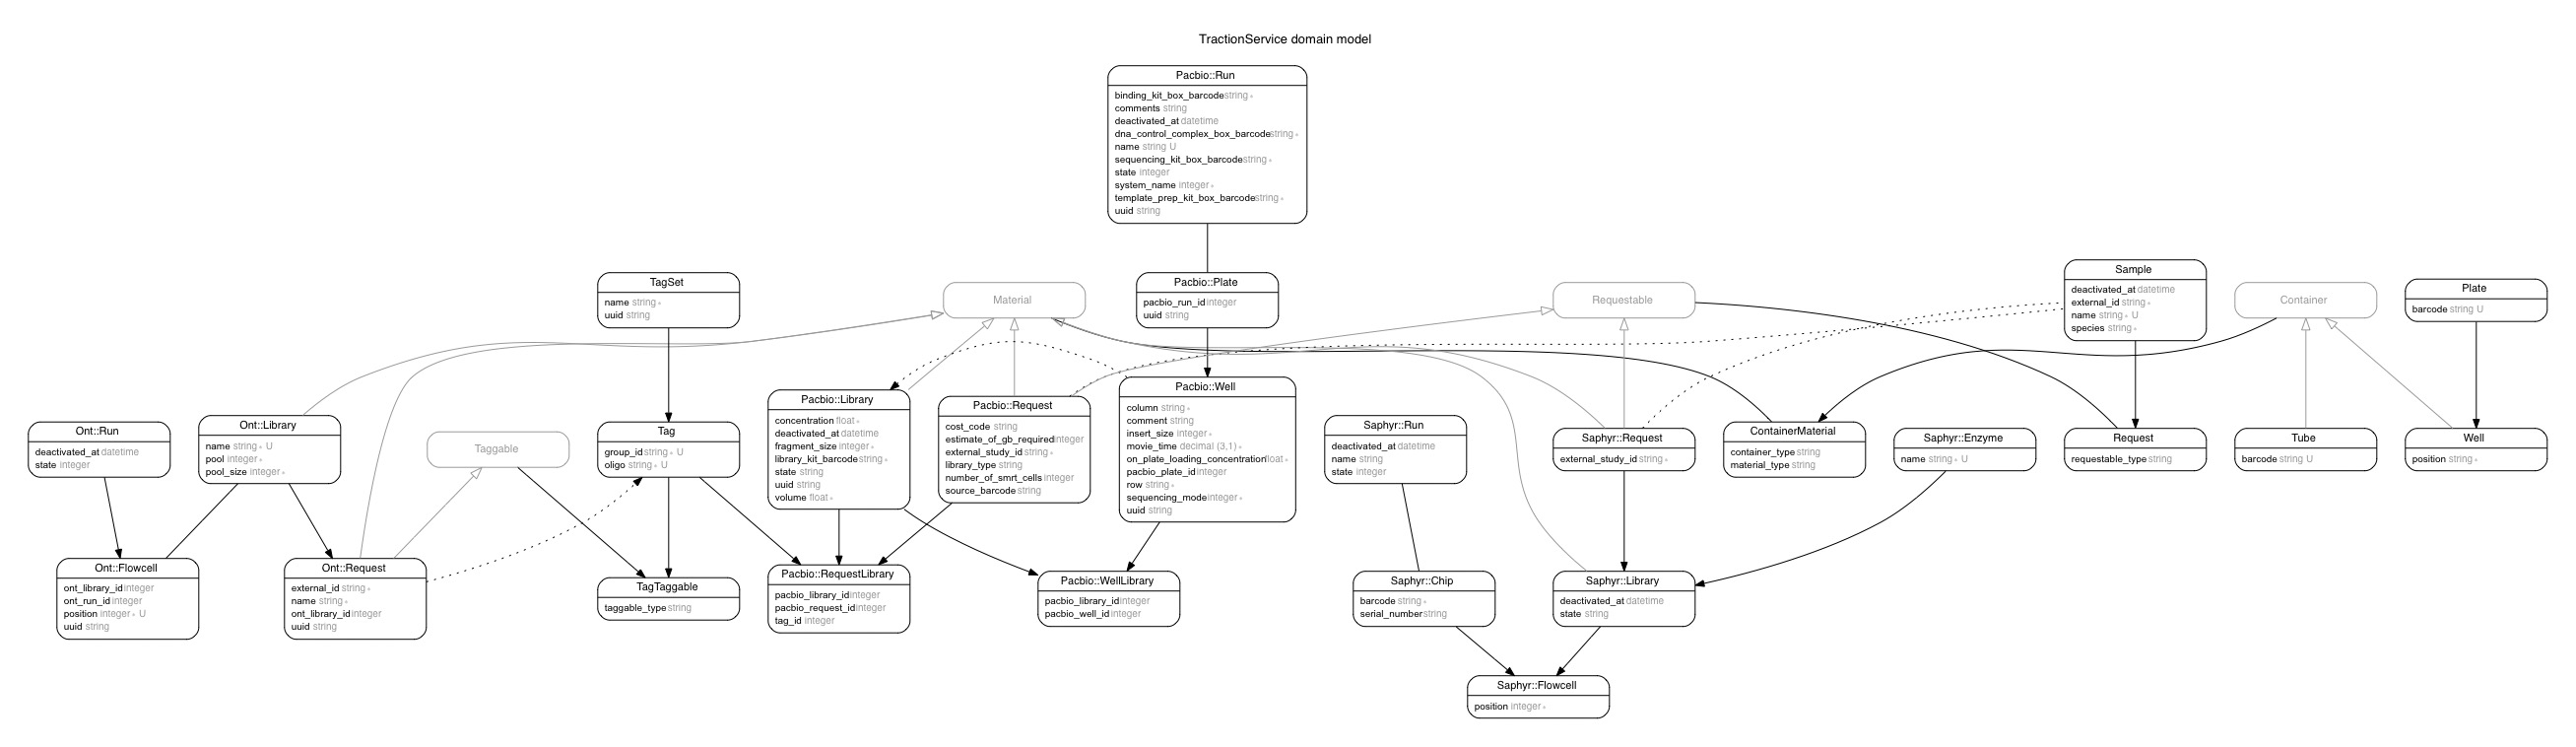 TractionService domain model
Pacbio::Run
binding_kit_box_barcode string ∗
comments string
deactivated_at datetime
dna_control_complex_box_barcode string ∗
name string U
sequencing_kit_box_barcode string ∗
state integer
system_name integer ∗
template_prep_kit_box_barcode string ∗
uuid string
TagSet
name string ∗
uuid string
Material
Pacbio::Plate
pacbio_run_id integer
uuid string
Requestable
Sample
deactivated_at datetime
external_id string ∗
name string ∗ U
species string ∗
Container
Plate
barcode string U
Ont::Run
deactivated_at datetime
state integer
Ont::Library
name string ∗ U
pool integer ∗
pool_size integer ∗
Taggable
Tag
group_id string ∗ U
oligo string ∗ U
Pacbio::Library
concentration float ∗
deactivated_at datetime
fragment_size integer ∗
library_kit_barcode string ∗
state string
uuid string
volume float ∗
Pacbio::Request
cost_code string
estimate_of_gb_required integer
external_study_id string ∗
library_type string
number_of_smrt_cells integer
source_barcode string
Pacbio::Well
column string ∗
comment string
insert_size integer ∗
movie_time decimal (3,1) ∗
on_plate_loading_concentration float ∗
pacbio_plate_id integer
row string ∗
sequencing_mode integer ∗
uuid string
Saphyr::Run
deactivated_at datetime
name string
state integer
Saphyr::Request
external_study_id string ∗
ContainerMaterial
container_type string
material_type string
Saphyr::Enzyme
name string ∗ U
Request
requestable_type string
Tube
barcode string U
Well
position string ∗
Ont::Flowcell
ont_library_id integer
ont_run_id integer
position integer ∗ U
uuid string
Ont::Request
external_id string ∗
name string ∗
ont_library_id integer
uuid string
TagTaggable
taggable_type string
Pacbio::RequestLibrary
pacbio_library_id integer
pacbio_request_id integer
tag_id integer
Pacbio::WellLibrary
pacbio_library_id integer
pacbio_well_id integer
Saphyr::Chip
barcode string ∗
serial_number string
Saphyr::Library
deactivated_at datetime
state string
Saphyr::Flowcell
position integer ∗